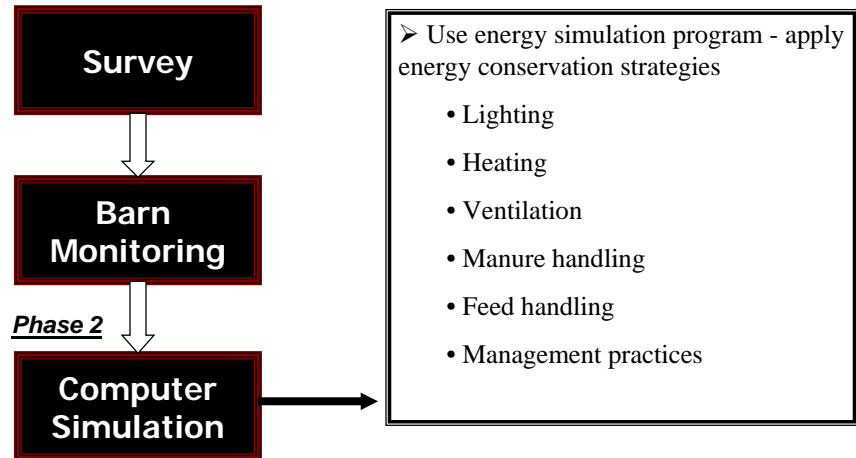 Survey
Barn
Monitoring
Phase 2
Computer
Simulation
➢ Use energy simulation program - apply
energy conservation strategies
• Lighting
• Heating
• Ventilation
• Manure handling
• Feed handling
• Management practices